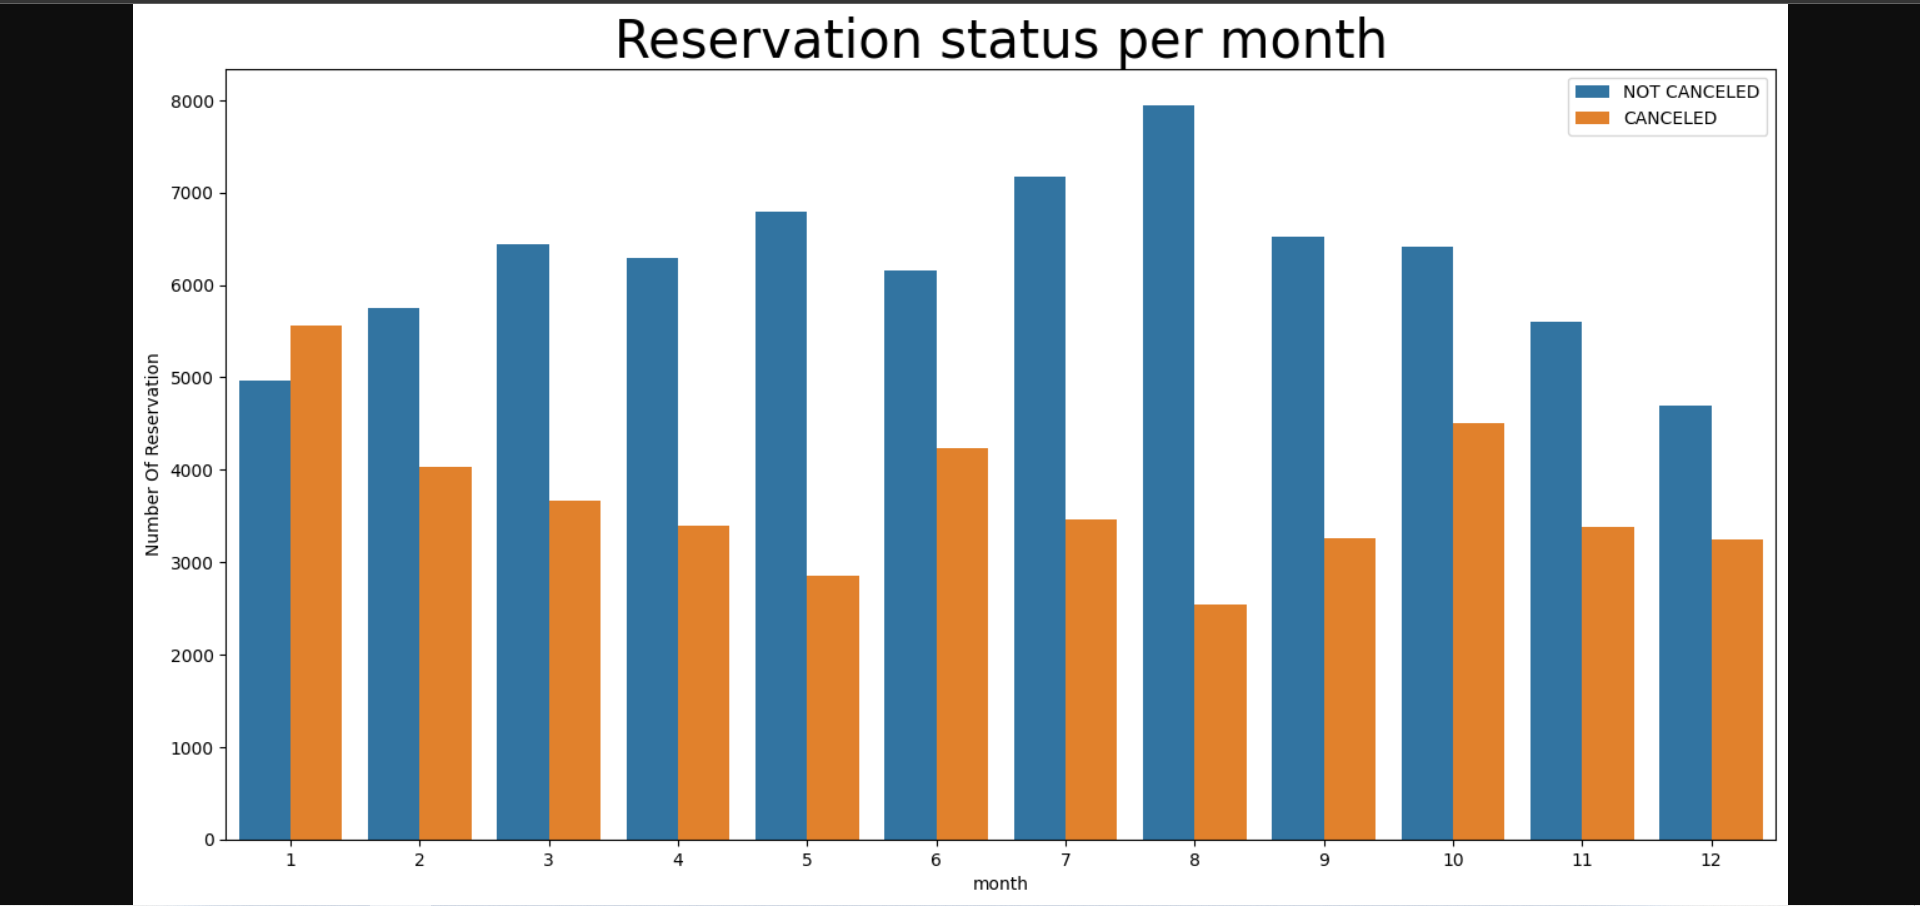 Reservation status per month
NOT CANCELED
CANCELED
8000
7000
6000
5000
4000
3000
2000
1000
0
Number Of Reservation
1 2 3 4 5 6 7 8 9 10 11 12
month